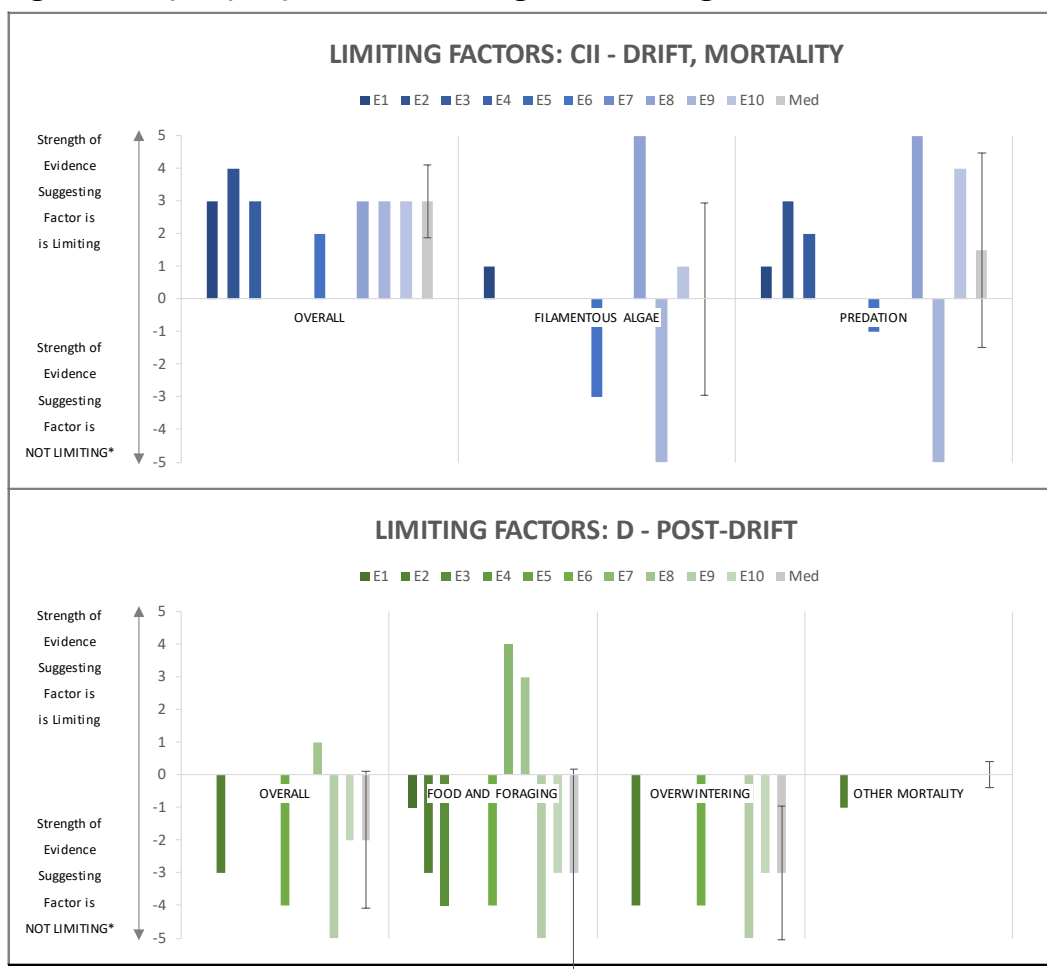 LIMITING FACTORS: CII - DRIFT, MORTALITY
E1 E2 E3 E4 E5 E6 E7 E8 E9 E10 Med
Strength of
Evidence
Suggesting
Factor is
is Limiting
Strength of
Evidence
Suggesting
Factor is
NOT LIMITING*
5
4
3
2
1
0
-1
-2
-3
-4
-5
OVERALL
FILAMENTOUS ALGAE
PREDATION
LIMITING FACTORS: D - POST-DRIFT
E1 E2 E3 E4 E5 E6 E7 E8 E9 E10 Med
Strength of
Evidence
Suggesting
Factor is
is Limiting
Strength of
Evidence
Suggesting
Factor is
NOT LIMITING*
5
4
3
2
1
0
-1
-2
-3
-4
-5
OVERALL
FOOD AND FORAGING
OVERWINTERING
OTHER MORTALITY